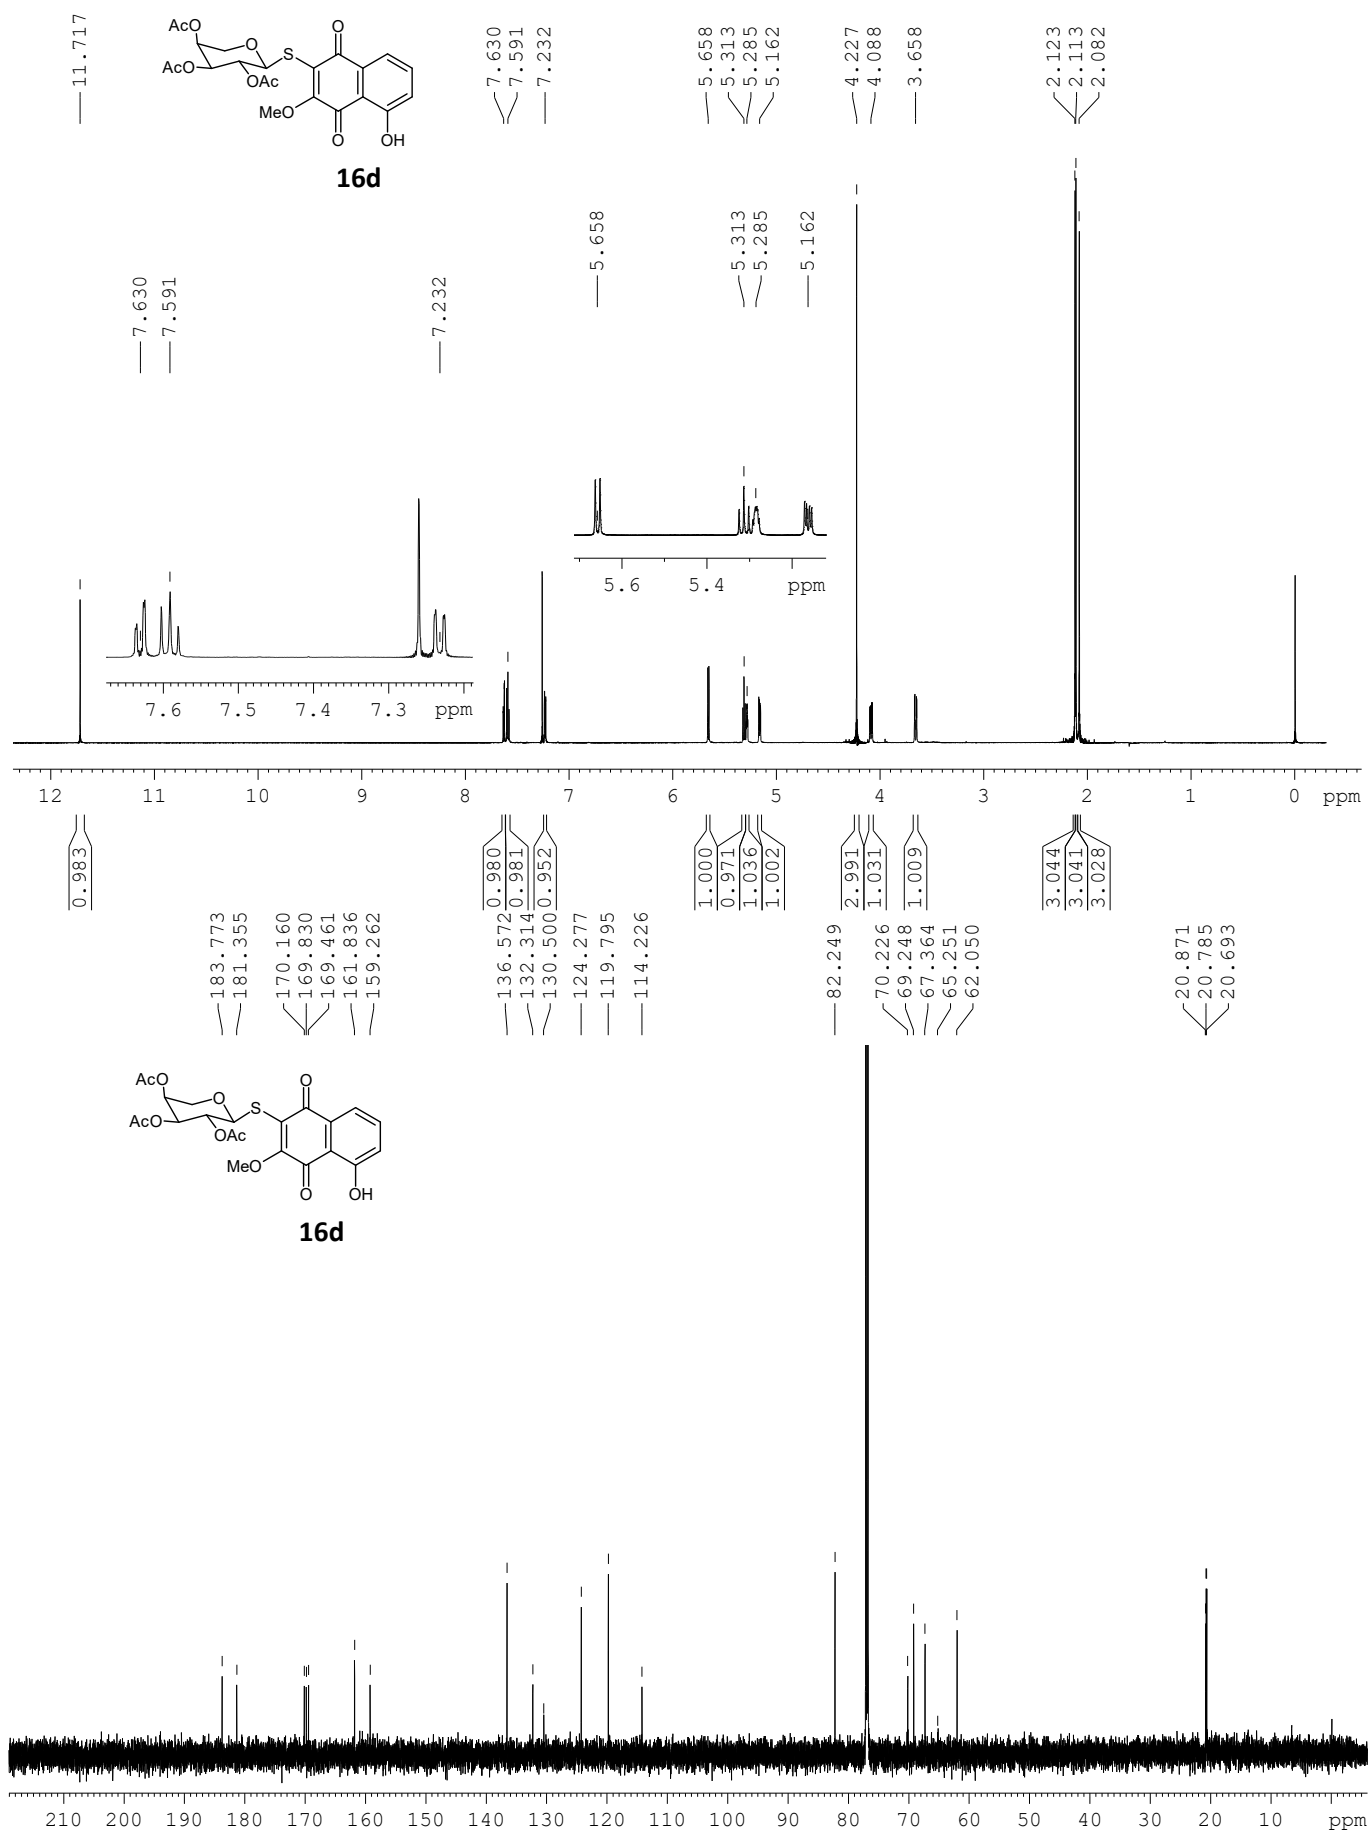 11.717
7.630
7.591
7.232
5.658
5.313
5.285
5.162
4.227
4.088
3.658
2.123
2.113
2.082
AcO
O
O
S
AcO
OAc
MeO
O
OH
16d
7.630
7.591
7.232
5.658
5.313
5.285
5.162
5.6 5.4 ppm
7.6 7.5 7.4 7.3 ppm
12 11 10 9 8 7 6 5 4 3 2 1 0 ppm
0.983
0.980
0.981
0.952
1.000
0.971
1.036
1.002
2.991
1.031
1.009
3.044
3.041
3.028
183.773
181.355
170.160
169.830
169.461
161.836
159.262
136.572
132.314
130.500
124.277
119.795
114.226
82.249
70.226
69.248
67.364
65.251
62.050
20.871
20.785
20.693
AcO
O
O
S
AcO
OAc
MeO
O
OH
16d
210 200 190 180 170 160 150 140 130 120 110 100 90 80 70 60 50 40 30 20 10 ppm